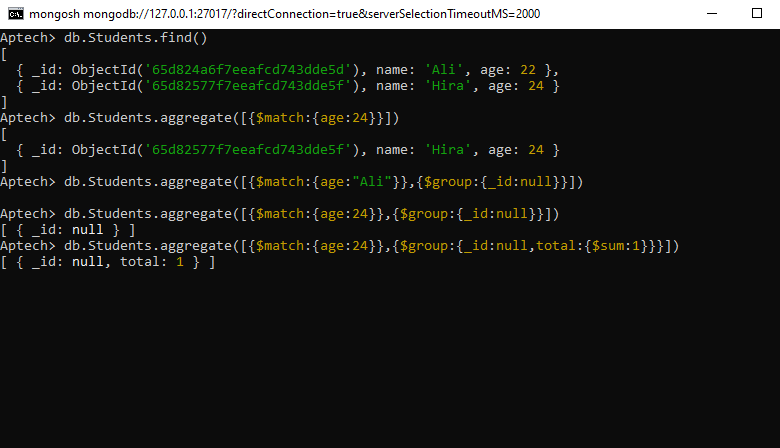 mongosh mongodb://127.0.0.1:27017/?directConnection=true&serverSelectionTimeoutMS=2000
Aptech> db.Students.find()
[
  { _id: ObjectId('65d824a6f7eeafcd743dde5d'), name: 'Ali', age: 22 },
  { _id: ObjectId('65d82577f7eeafcd743dde5f'), name: 'Hira', age: 24 }
]
Aptech> db.Students.aggregate([{$match:{age:24}}])
[
  { _id: ObjectId('65d82577f7eeafcd743dde5f'), name: 'Hira', age: 24 }
]
Aptech> db.Students.aggregate([{$match:{age:"Ali"}},{$group:{_id:null}}])

Aptech> db.Students.aggregate([{$match:{age:24}},{$group:{_id:null}}])
[ { _id: null } ]
Aptech> db.Students.aggregate([{$match:{age:24}},{$group:{_id:null,total:{$sum:1}}}])
[ { _id: null, total: 1 } ]